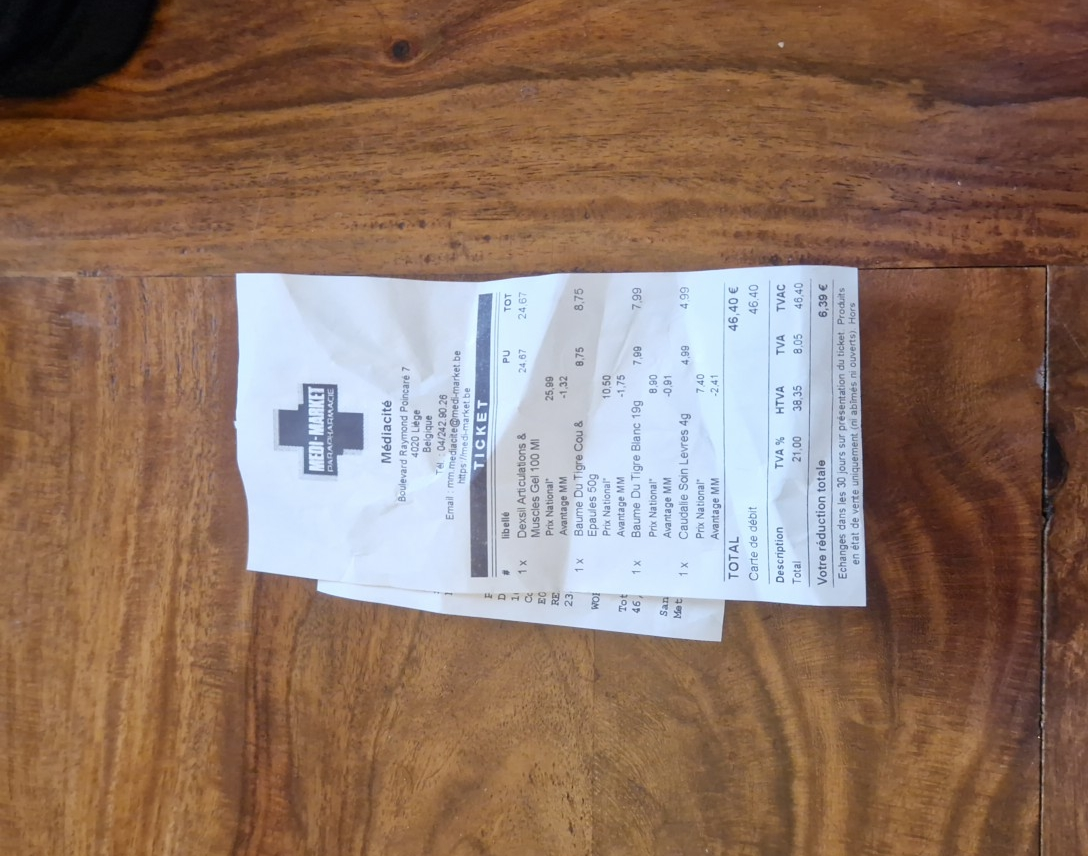 MEDI-MARKET
PARAPHARMACIE
Médiacité
Boulevard Raymond Poincaré 7
4020 Liège
Belgique
Tél. : 04/242.90.26
Email : mm.mediacite@medi-market.be
https://medi-market.be
TICKET
# libellé PU TOT
1 x Dexsil Articulations & 24,67 24,67
Muscles Gel 100 Ml
Prix National* 25,99
Avantage MM -1,32
1 x Baume Du Tigre Cou & 8,75 8,75
Epaules 50g
Prix National* 10,50
Avantage MM -1,75
1 x Baume Du Tigre Blanc 19g 7,99 7,99
Prix National* 8,90
Avantage MM -0,91
1 x Caudalie Soin Levres 4g 4,99 4,99
Prix National* 7,40
Avantage MM -2,41
TOTAL 46,40 €
Carte de débit 46,40
Description TVA % HTVA TVA TVAC
Total 21,00 38,35 8,05 46,40
Votre réduction totale 6,39 €
Echanges dans les 30 jours sur présentation du ticket. Produits
en état de vente uniquement (ni abîmés ni ouverts). Hors
RE
23.
Tot
46,
San
Met